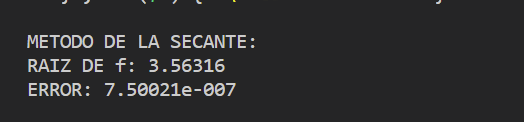 METODO DE LA SECANTE:
RAIZ DE f: 3.56316
ERROR: 7.50021e-007